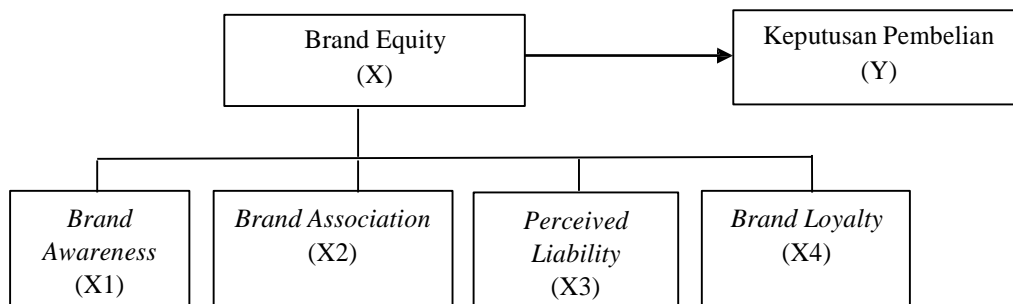 Brand Equity
(X)
Keputusan Pembelian
(Y)
Brand
Awareness
(X1)
Brand Association
(X2)
Perceived
Liability
(X3)
Brand Loyalty
(X4)